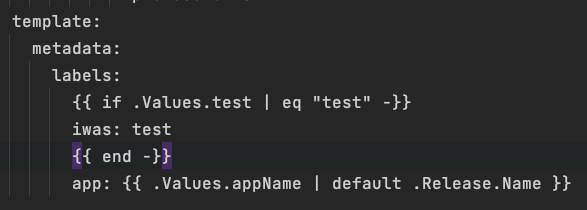 template:
metadata:
labels:
{{ if .Values.test | eq "test" -}}
iwas: test
{{ end -}}
app: {{ .Values.appName | default .Release.Name }}